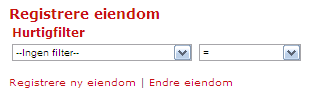 Registrere eiendom
Hurtigfilter
--Ingen filter-- =
Registrere ny eiendom | Endre eiendom